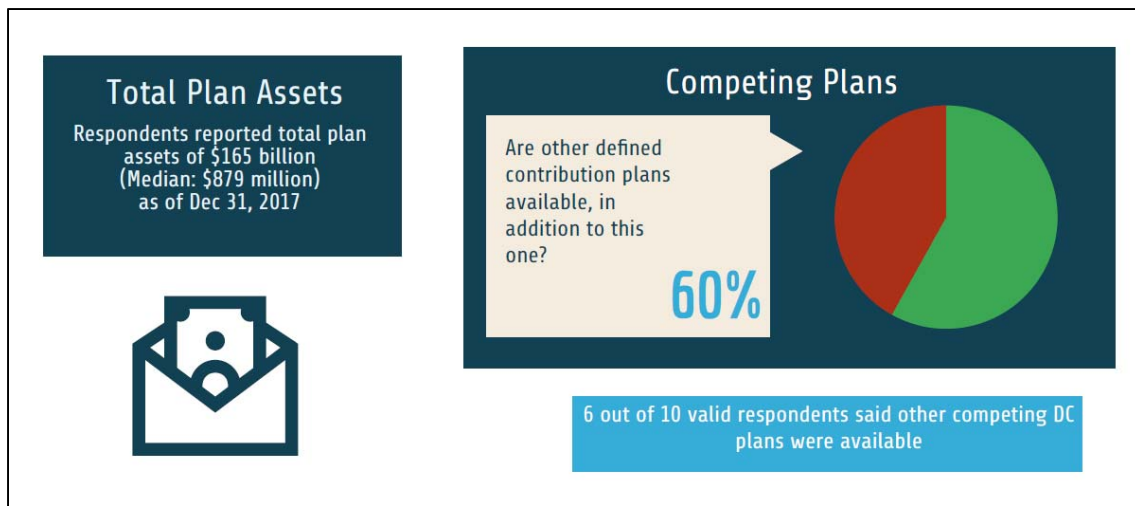 Total Plan Assets
Respondents reported total plan
assets of $165 billion
(Median: $879 million)
as of Dec 31, 2017
Competing Plans
Are other defined
contribution plans
available, in
addition to this
one?
60%
6 out of 10 valid respondents said other competing DC
plans were available